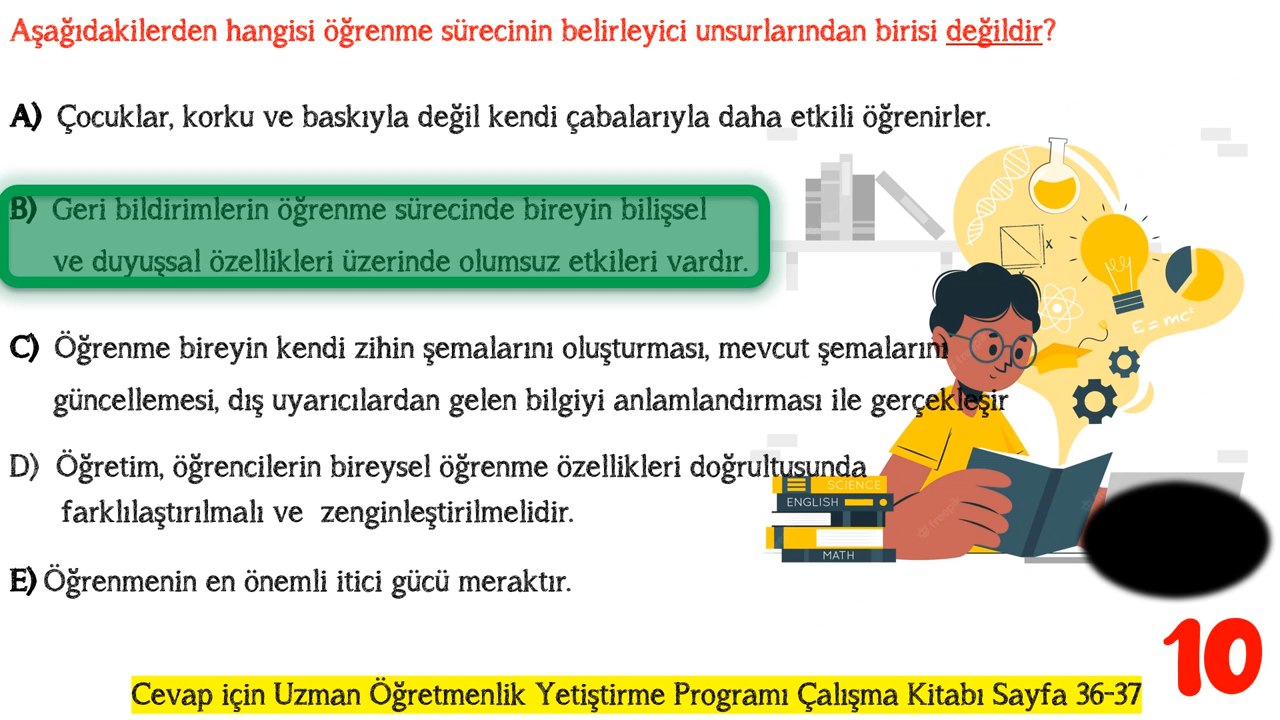 Aşağıdakilerden hangisi öğrenme sürecinin belirleyici unsurlarından birisi değildir?
A) Çocuklar, korku ve baskıyla değil kendi çabalarıyla daha etkili öğrenirler.
B) Geri bildirimlerin öğrenme sürecinde bireyin bilişsel
ve duyuşsal özellikleri üzerinde olumsuz etkileri vardır.
C) Öğrenme bireyin kendi zihin şemalarını oluşturması, mevcut şemalarını
güncellemesi, dış uyarıcılardan gelen bilgiyi anlamlandırması ile gerçekleşir
D) Öğretim, öğrencilerin bireysel öğrenme özellikleri doğrultusunda
farklılaştırılmalı ve zenginleştirilmelidir.
E) Öğrenmenin en önemli itici gücü meraktır.
x
E=mc²
SCIENCE
ENGLISH
MATH
freepik
10
Cevap için Uzman Öğretmenlik Yetiştirme Programı Çalışma Kitabı Sayfa 36-37